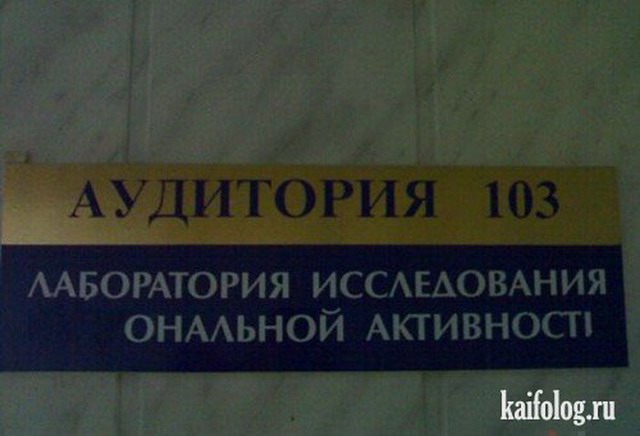 АУДИТОРИЯ 103
ЛАБОРАТОРИЯ ИССЛЕДОВАНИЯ
ОНАЛЬНОЙ АКТИВНОСТІ
kaifolog.ru